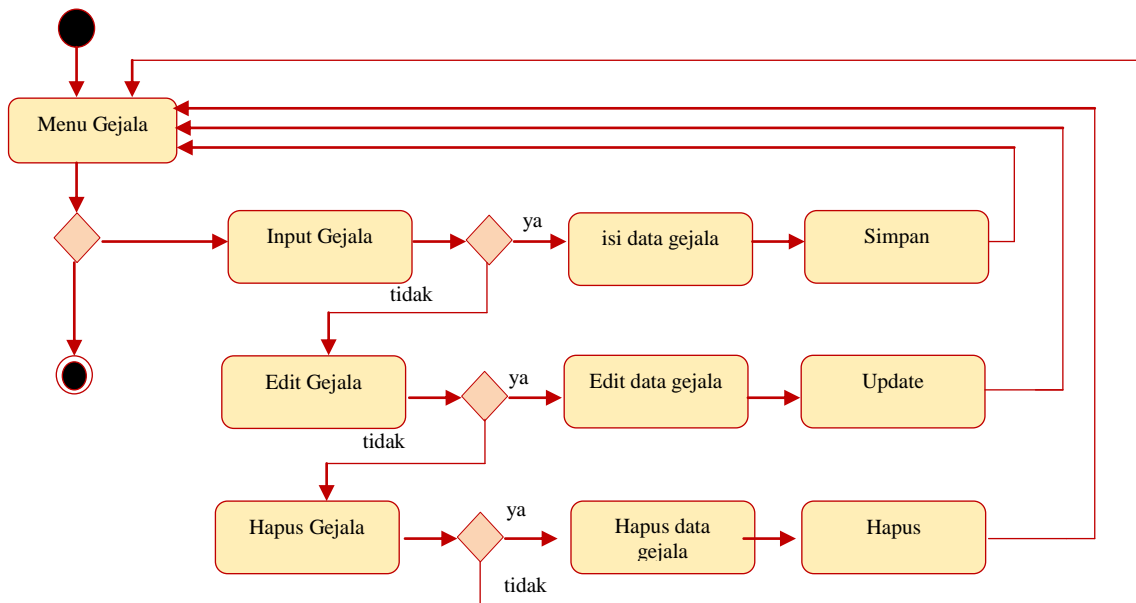 Menu Gejala
Input Gejala
ya
isi data gejala
Simpan
tidak
Edit Gejala
ya
Edit data gejala
Update
tidak
Hapus Gejala
ya
Hapus data
gejala
Hapus
tidak